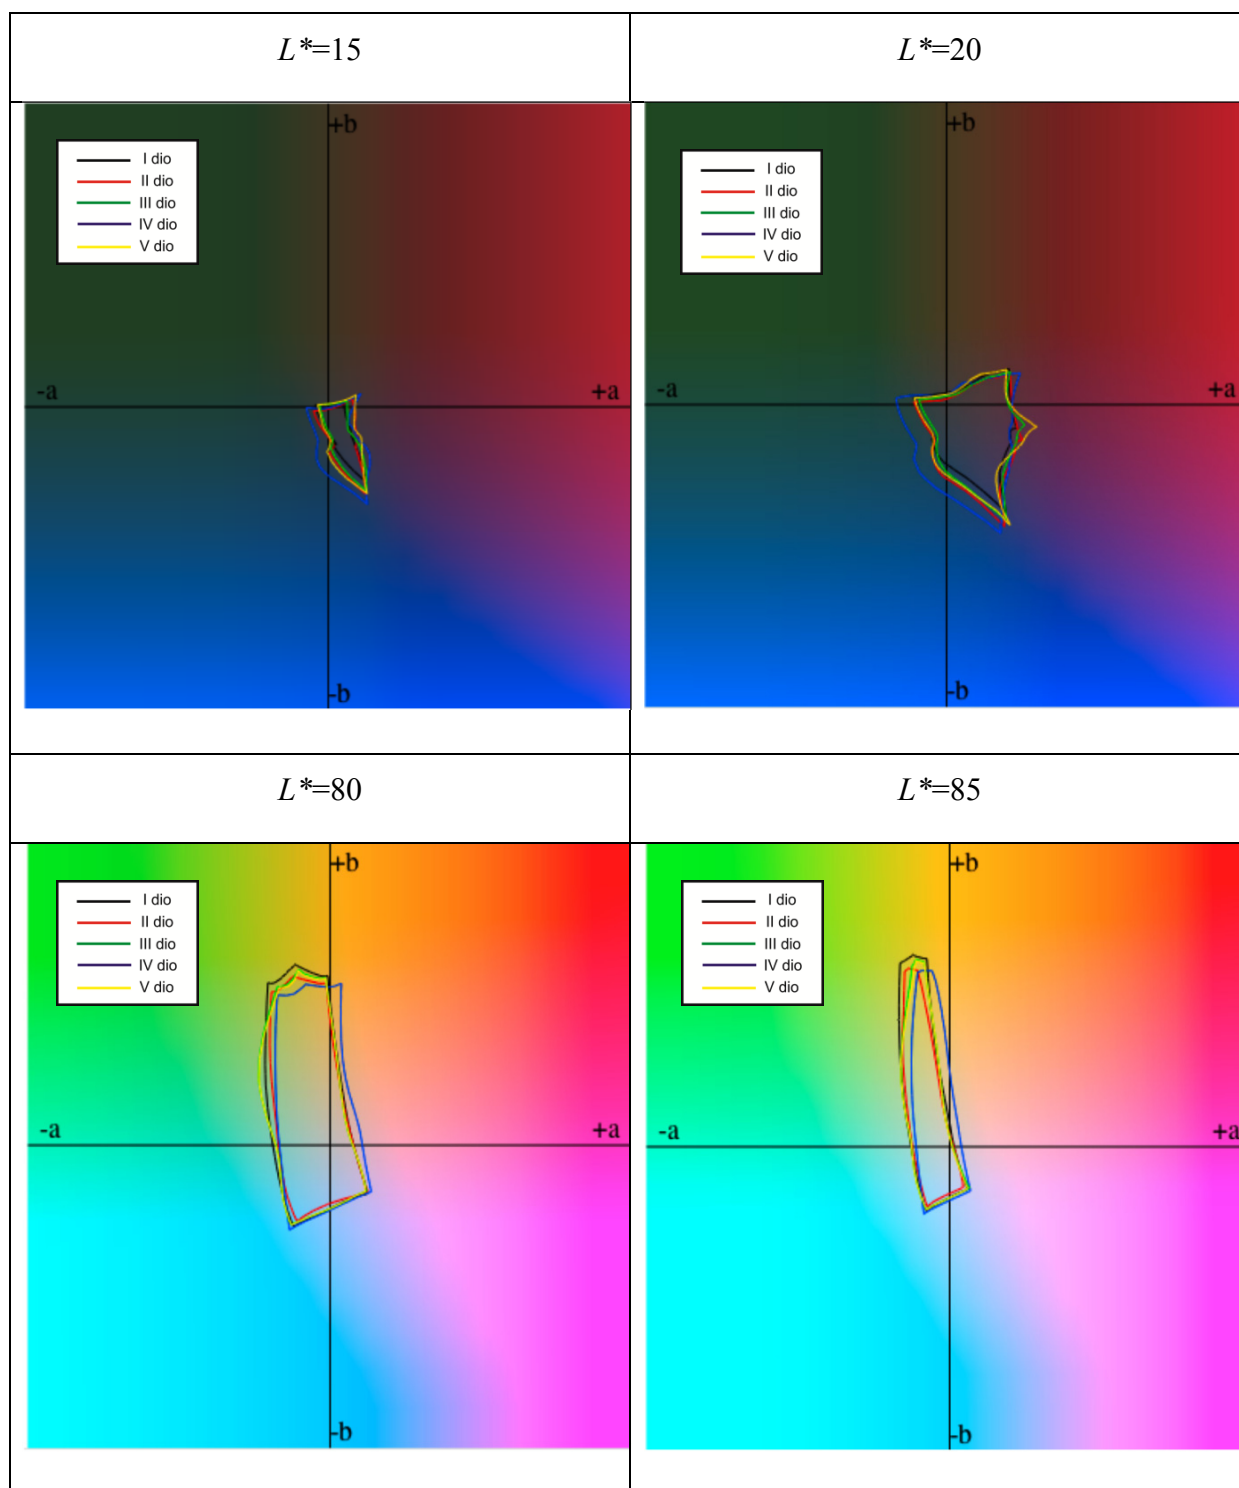 L*=15
L*=20
+b
I dio
II dio
III dio
IV dio
V dio
-a
+a
-b
+b
I dio
II dio
III dio
IV dio
V dio
-a
+a
-b
L*=80
L*=85
+b
I dio
II dio
III dio
IV dio
V dio
-a
+a
-b
+b
I dio
II dio
III dio
IV dio
V dio
-a
+a
-b